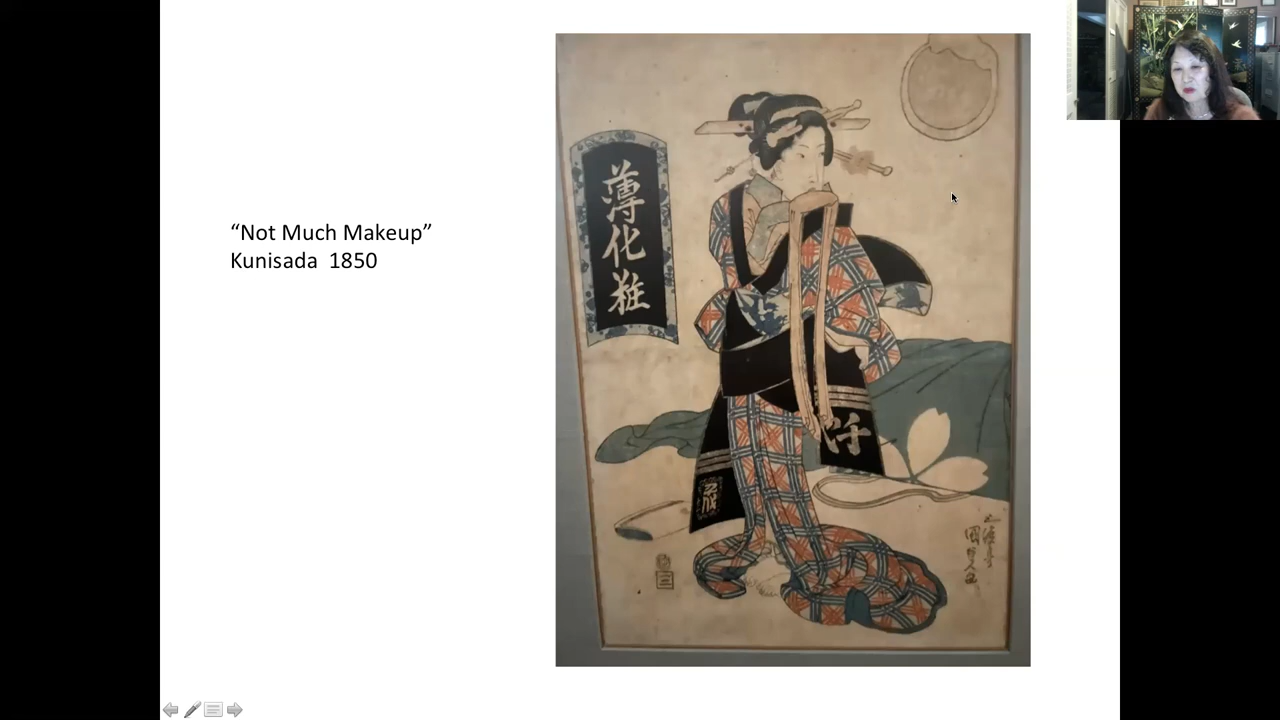 “Not Much Makeup”
Kunisada 1850
薄化粧